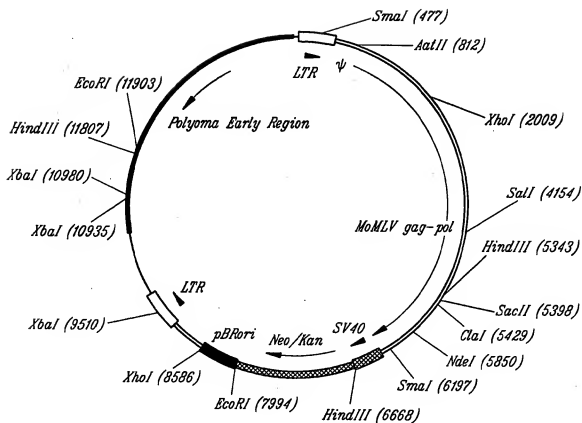 SmaI (477)
AatII (812)
LTR
ψ
EcoRI (11903)
XhoI (2009)
Polyoma Early Region
HindIII (11807)
XbaI (10980)
SalI (4154)
XbaI (10935)
MoMLV gag-pol
HindIII (5343)
LTR
SacII (5398)
XbaI (9510)
pBRori
Neo/Kan
SV40
ClaI (5429)
NdeI (5850)
XhoI (8586)
SmaI (6197)
EcoRI (7994)
HindIII (6668)